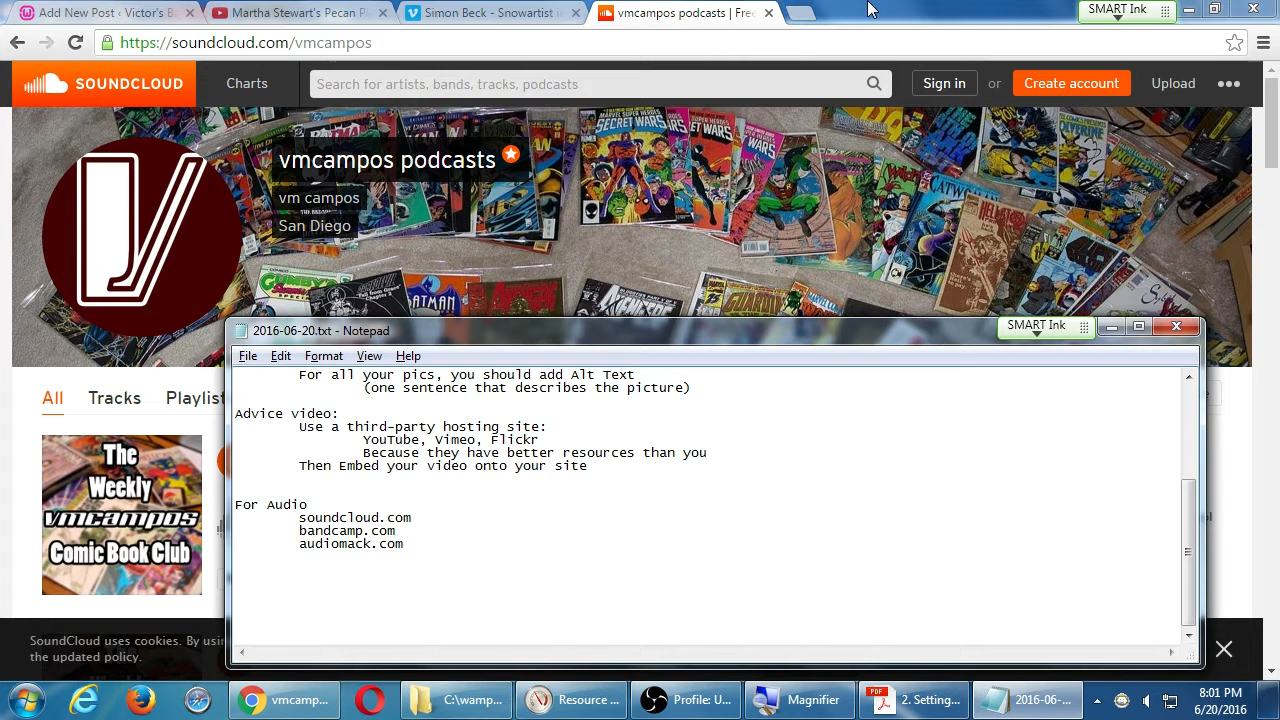 Add New Post ‹ Victor's B
Martha Stewart's Pecan P
Simon Beck - Snowartist i
vmcampos podcasts | Fre
SMART Ink
https://soundcloud.com/vmcampos
SOUNDCLOUD
Charts
Search for artists, bands, tracks, podcasts
Sign in
or
Create account
Upload
vmcampos podcasts
vm campos
San Diego
SECRET WARS
CATWOMAN
BATMAN
All
Tracks
Playlist
The
Weekly
vmcampos
Comic Book Club
2016-06-20.txt - Notepad
SMART Ink
File Edit Format View Help
For all your pics, you should add Alt Text
(one sentence that describes the picture)
Advice video:
Use a third-party hosting site:
YouTube, Vimeo, Flickr
Because they have better resources than you
Then Embed your video onto your site
For Audio
soundcloud.com
bandcamp.com
audiomack.com
SoundCloud uses cookies. By usi
the updated policy.
vmcamp...
C:\wamp...
Resource ...
Profile: U...
Magnifier
2. Setting...
2016-06-...
8:01 PM
6/20/2016